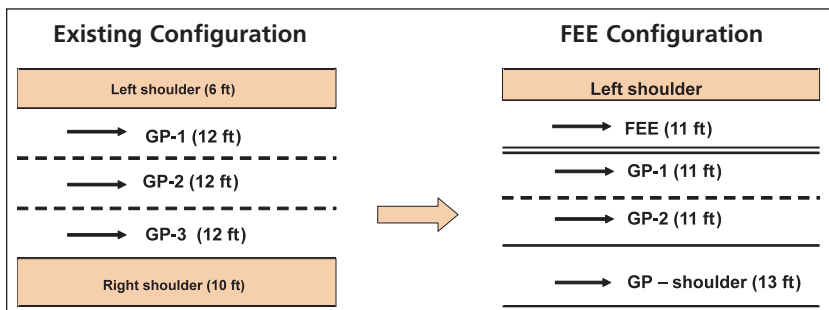 Existing Configuration
Left shoulder (6 ft)
GP-1 (12 ft)
GP-2 (12 ft)
GP-3 (12 ft)
Right shoulder (10 ft)
FEE Configuration
Left shoulder
FEE (11 ft)
GP-1 (11 ft)
GP-2 (11 ft)
GP – shoulder (13 ft)